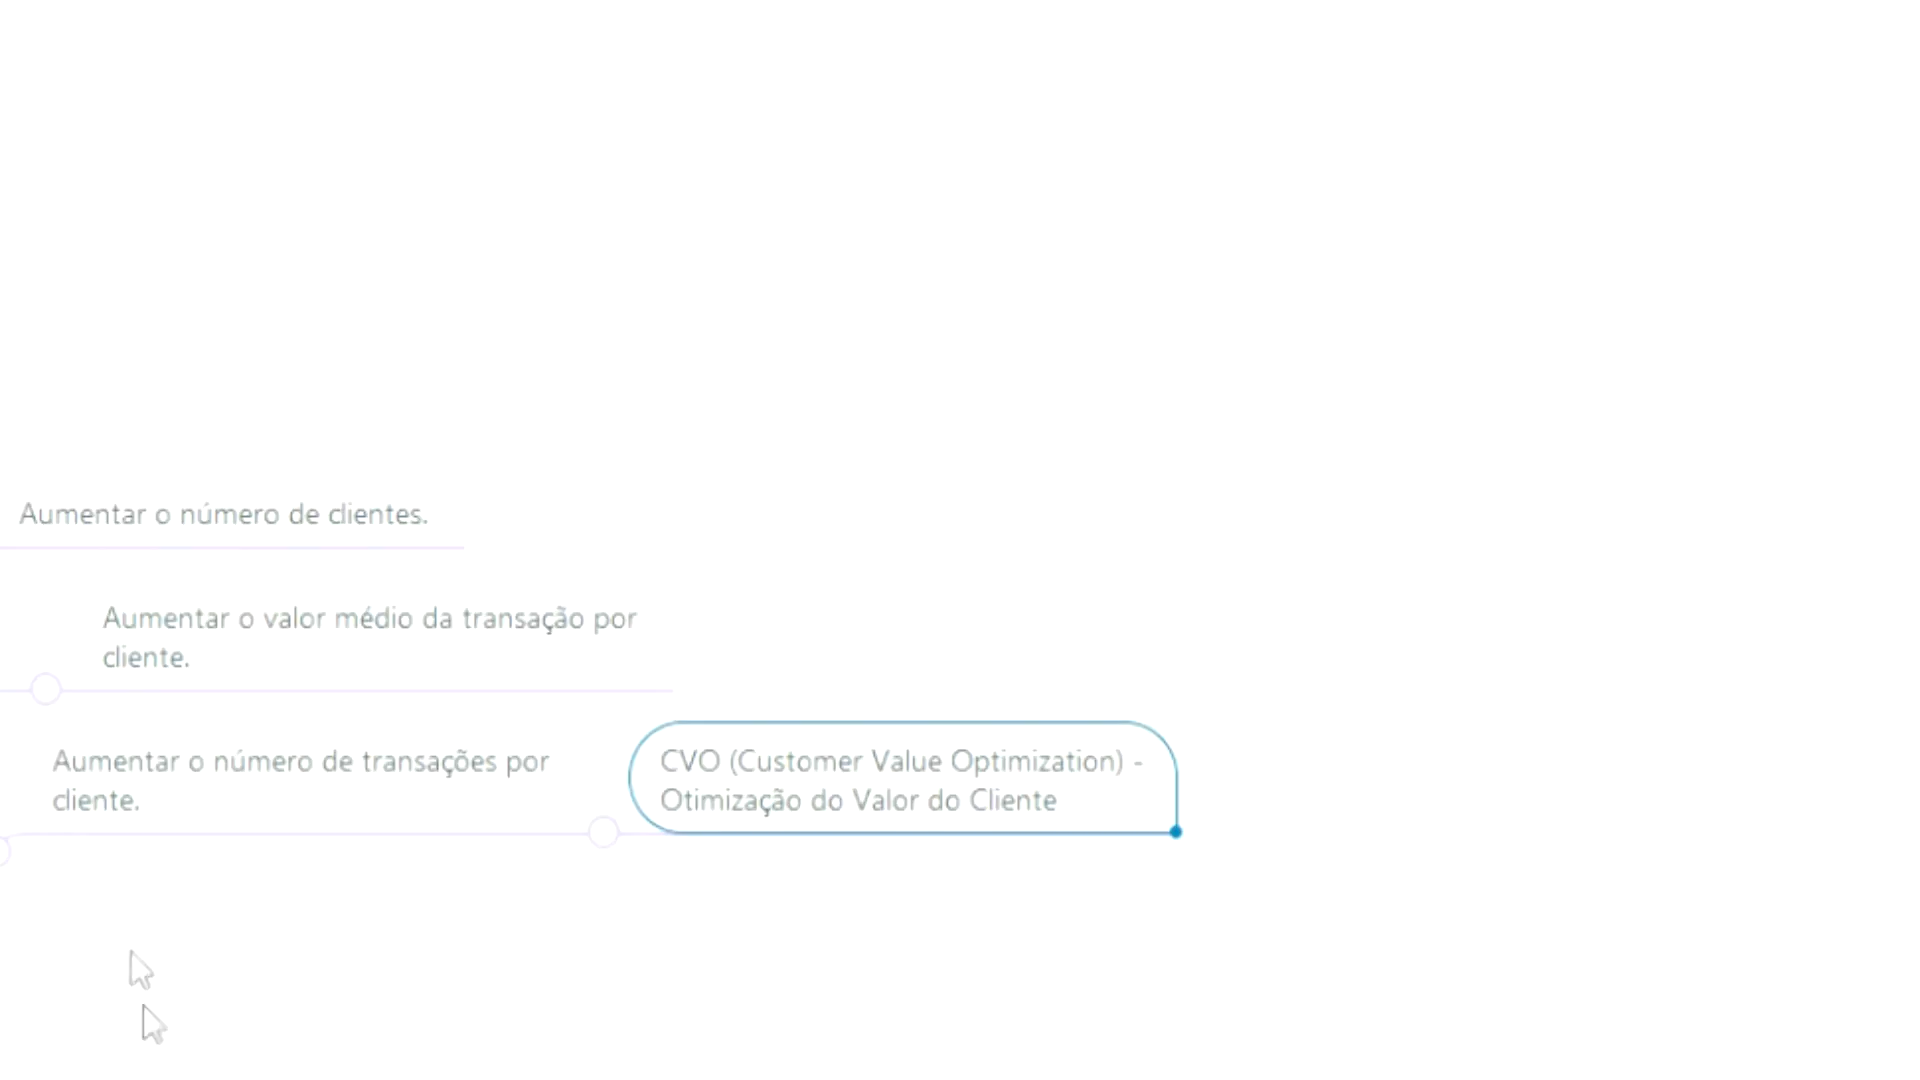 Aumentar o número de clientes.
Aumentar o valor médio da transação por
cliente.
Aumentar o número de transações por
cliente.
CVO (Customer Value Optimization) -
Otimização do Valor do Cliente